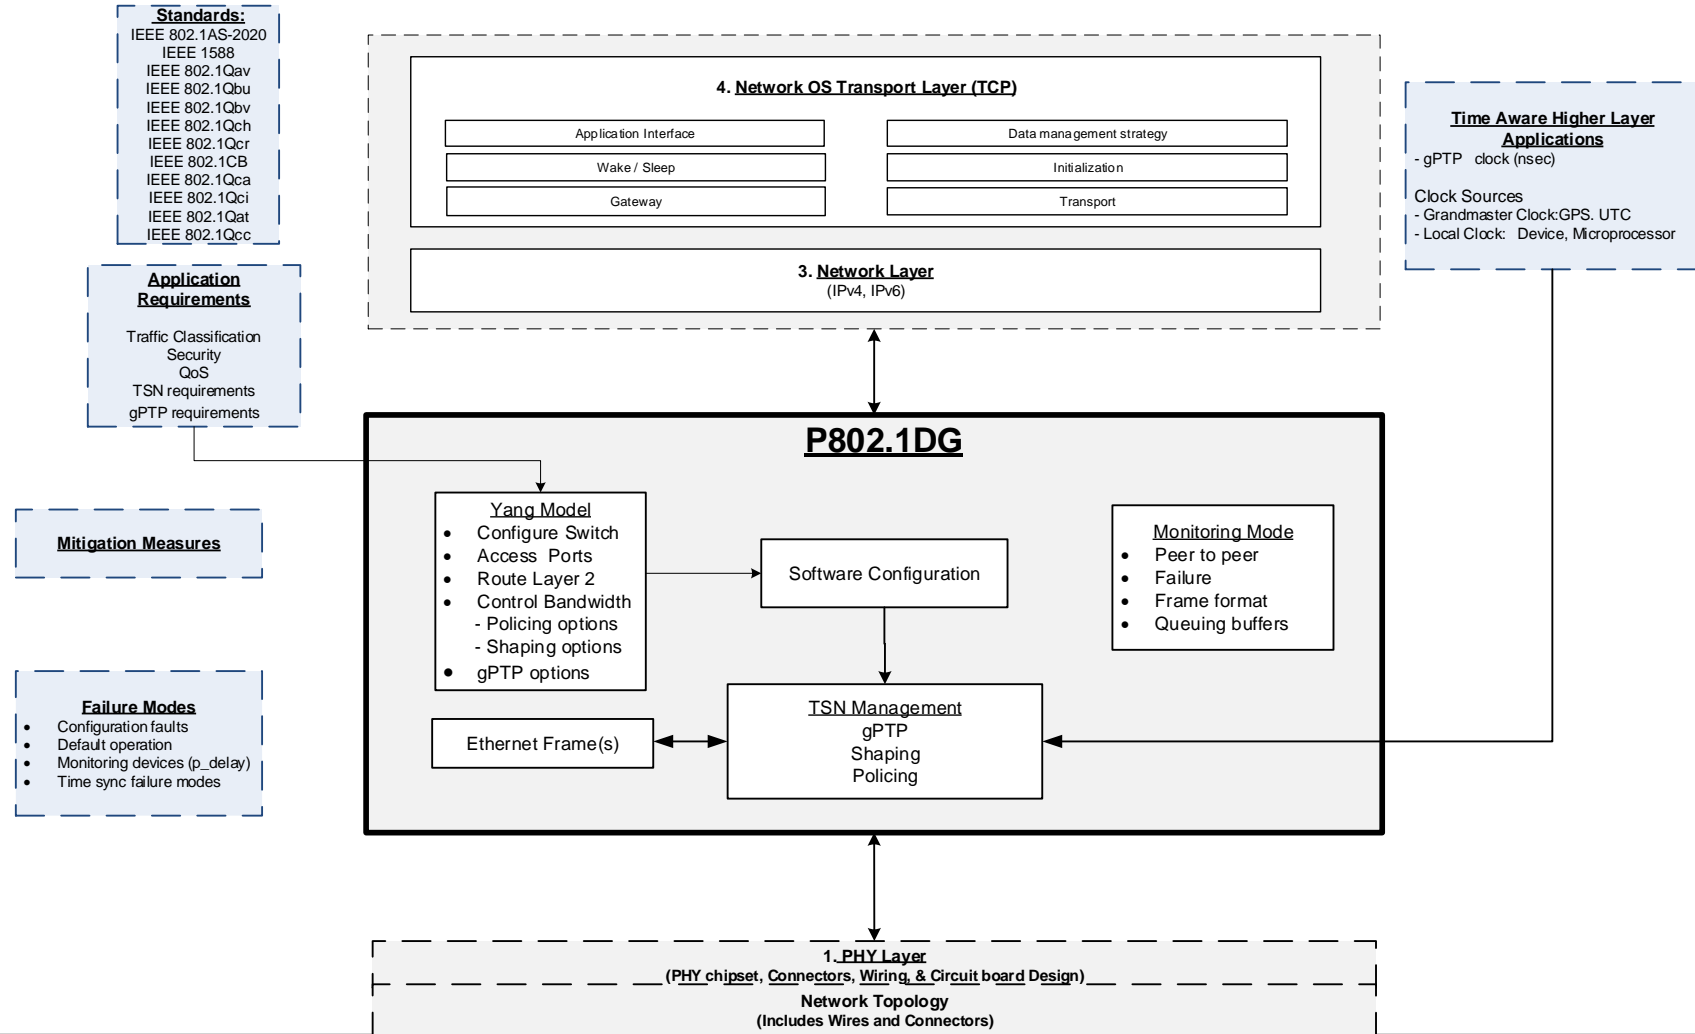 Standards:
IEEE 802.1AS-2020
IEEE 1588
IEEE 802.1Qav
IEEE 802.1Qbu
IEEE 802.1Qbv
IEEE 802.1Qch
IEEE 802.1Qcr
IEEE 802.1CB
IEEE 802.1Qca
IEEE 802.1Qci
IEEE 802.1Qat
IEEE 802.1Qcc
Application
Requirements
Traffic Classification
Security
QoS
TSN requirements
gPTP requirements
Mitigation Measures
Failure Modes
• Configuration faults
• Default operation
• Monitoring devices (p_delay)
• Time sync failure modes
4. Network OS Transport Layer (TCP)
Application Interface
Data management strategy
Wake / Sleep
Initialization
Gateway
Transport
3. Network Layer
(IPv4, IPv6)
Time Aware Higher Layer
Applications
- gPTP clock (nsec)
Clock Sources
- Grandmaster Clock:GPS. UTC
- Local Clock: Device, Microprocessor
P802.1DG
Yang Model
• Configure Switch
• Access Ports
• Route Layer 2
• Control Bandwidth
- Policing options
- Shaping options
• gPTP options
Software Configuration
Monitoring Mode
• Peer to peer
• Failure
• Frame format
• Queuing buffers
Ethernet Frame(s)
TSN Management
gPTP
Shaping
Policing
1. PHY Layer
(PHY chipset, Connectors, Wiring, & Circuit board Design)
Network Topology
(Includes Wires and Connectors)